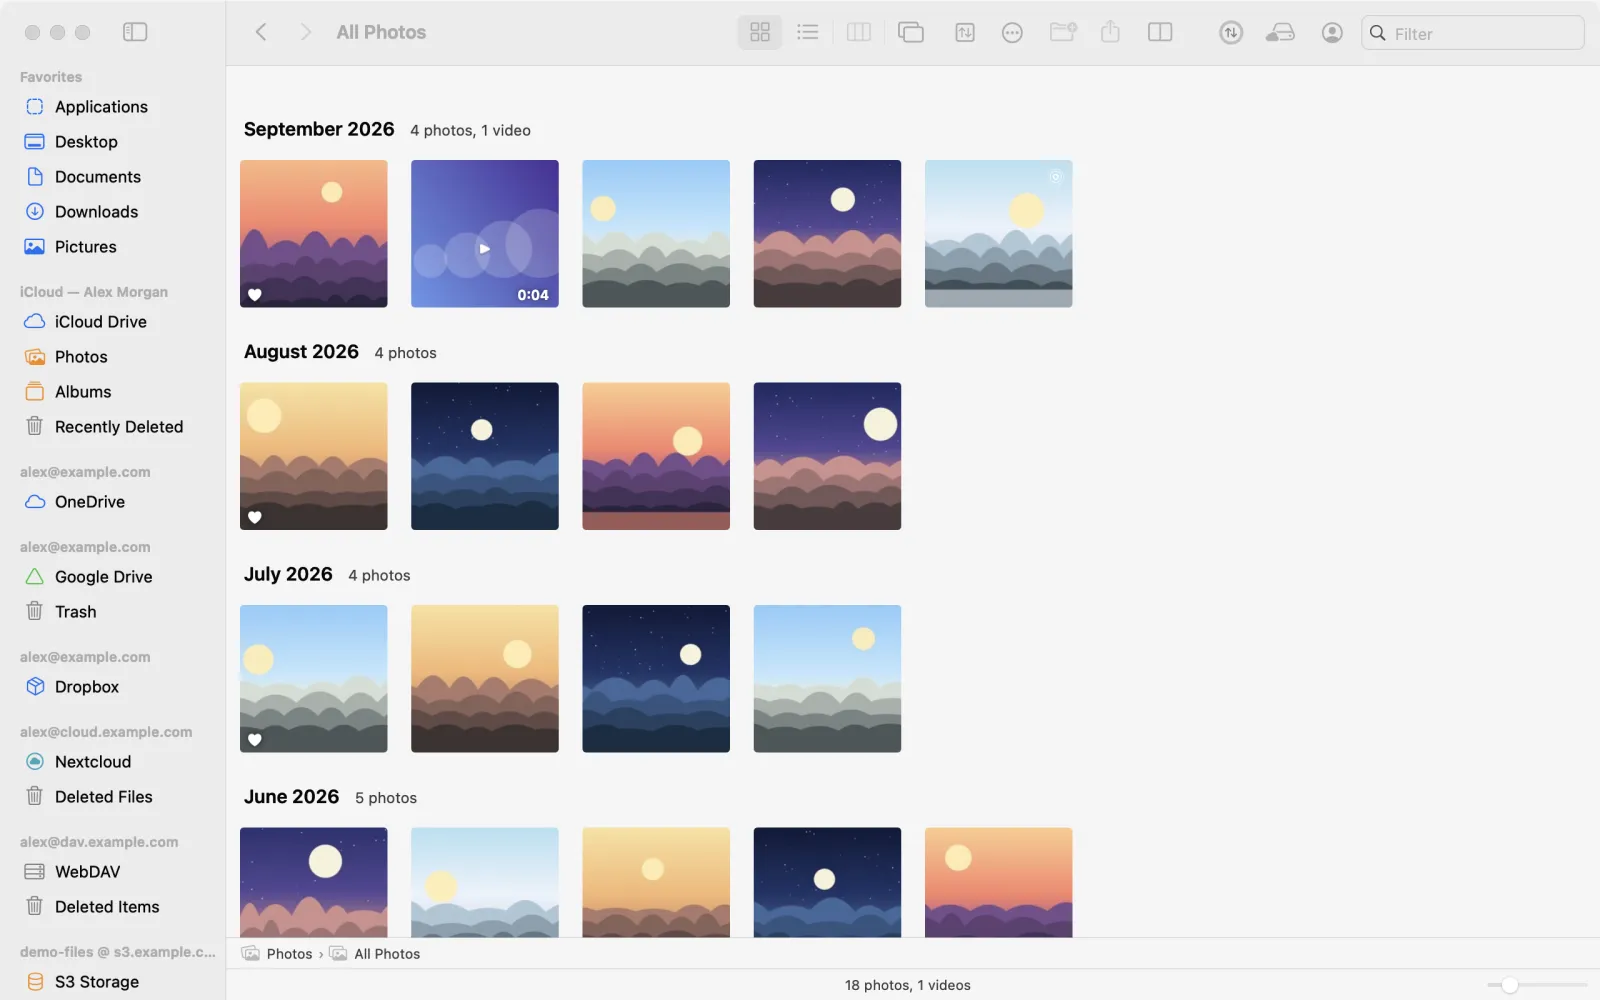 All Photos
Filter
Favorites
Applications
Desktop
Documents
Downloads
Pictures
iCloud — Alex Morgan
iCloud Drive
Photos
Albums
Recently Deleted
alex@example.com
OneDrive
alex@example.com
Google Drive
Trash
alex@example.com
Dropbox
alex@cloud.example.com
Nextcloud
Deleted Files
alex@dav.example.com
WebDAV
Deleted Items
demo-files @ s3.example.c...
S3 Storage
September 2026 4 photos, 1 video
0:04
August 2026 4 photos
July 2026 4 photos
June 2026 5 photos
Photos › All Photos
18 photos, 1 videos